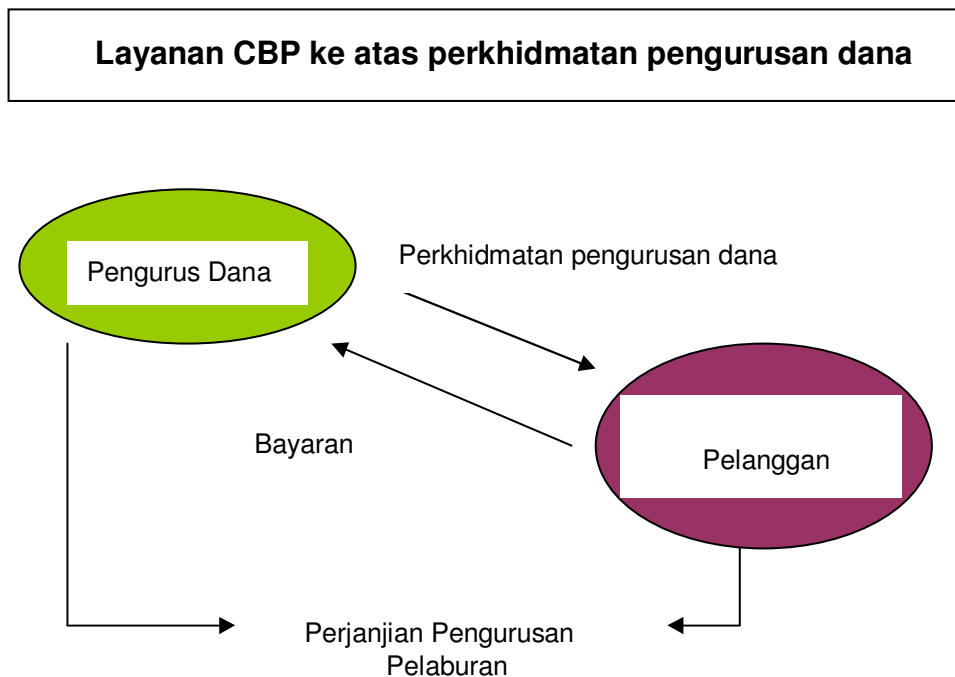 Layanan CBP ke atas perkhidmatan pengurusan dana
Pengurus Dana
Perkhidmatan pengurusan dana
Bayaran
Pelanggan
Perjanjian Pengurusan
Pelaburan